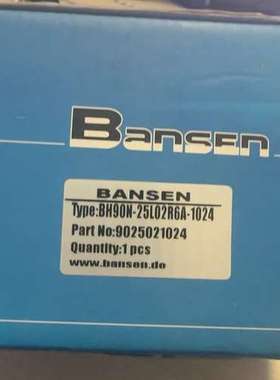 BANSEN
BANSEN
Type:BH90N-25L02R6A-1024
Part No:9025021024
Quantity:1 pcs
www.bansen.de